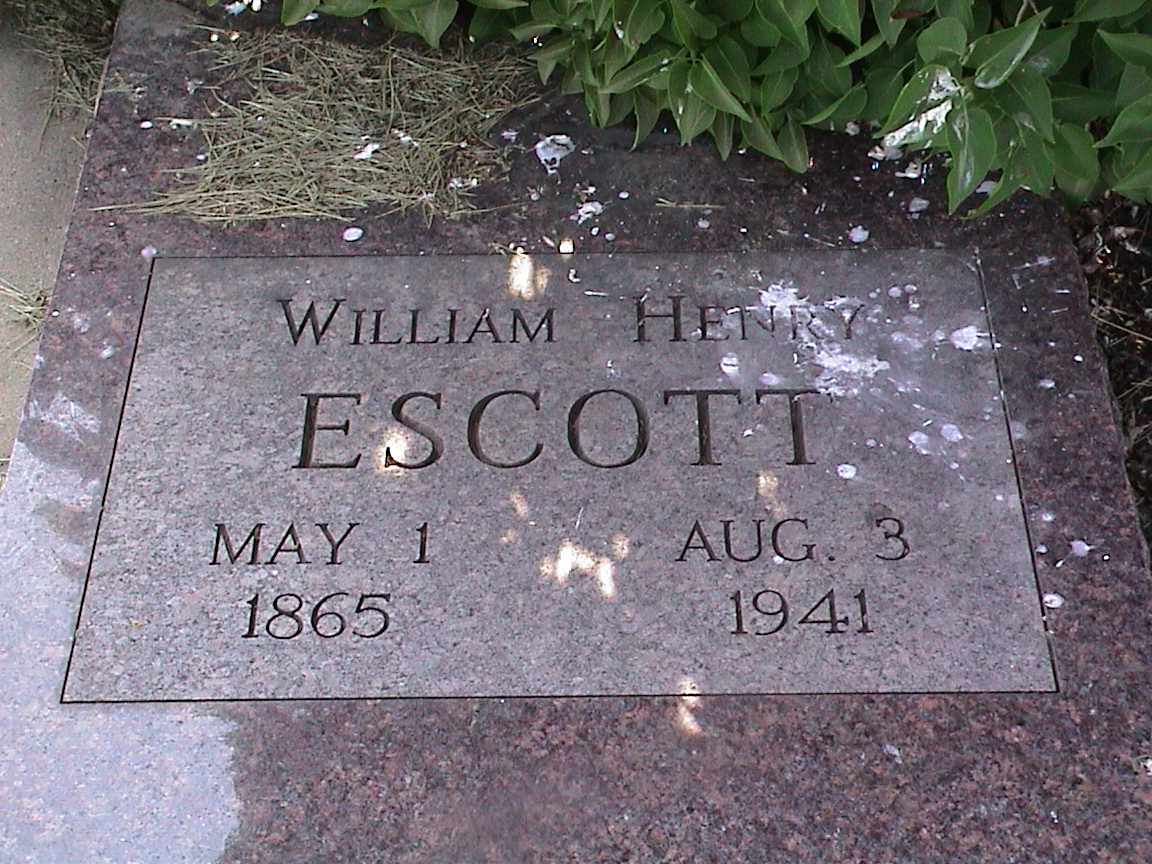 WILLIAM HENRY
ESCOTT
MAY 1 AUG. 3
1865 1941